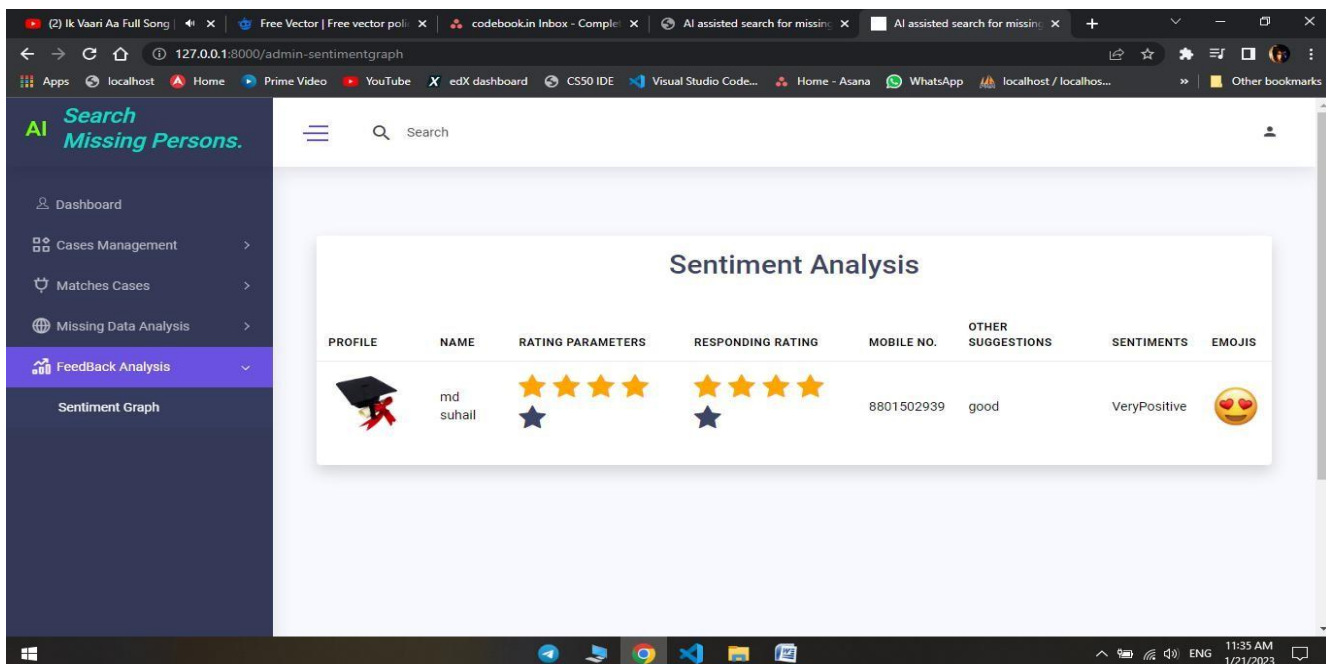 (2) Ik Vaari Aa Full Song
Free Vector | Free vector poli
codebook.in Inbox - Complet
AI assisted search for missing
AI assisted search for missing
127.0.0.1:8000/admin-sentimentgraph
Apps localhost Home Prime Video YouTube edX dashboard CS50 IDE Visual Studio Code... Home - Asana WhatsApp localhost / localhos... » Other bookmarks
AI Search
Missing Persons.
Search
Dashboard
Cases Management
Matches Cases
Missing Data Analysis
FeedBack Analysis
Sentiment Graph
Sentiment Analysis
PROFILE NAME RATING PARAMETERS RESPONDING RATING MOBILE NO. OTHER
SUGGESTIONS SENTIMENTS EMOJIS
md
suhail 8801502939 good VeryPositive
ENG
11:35 AM
1/21/2023